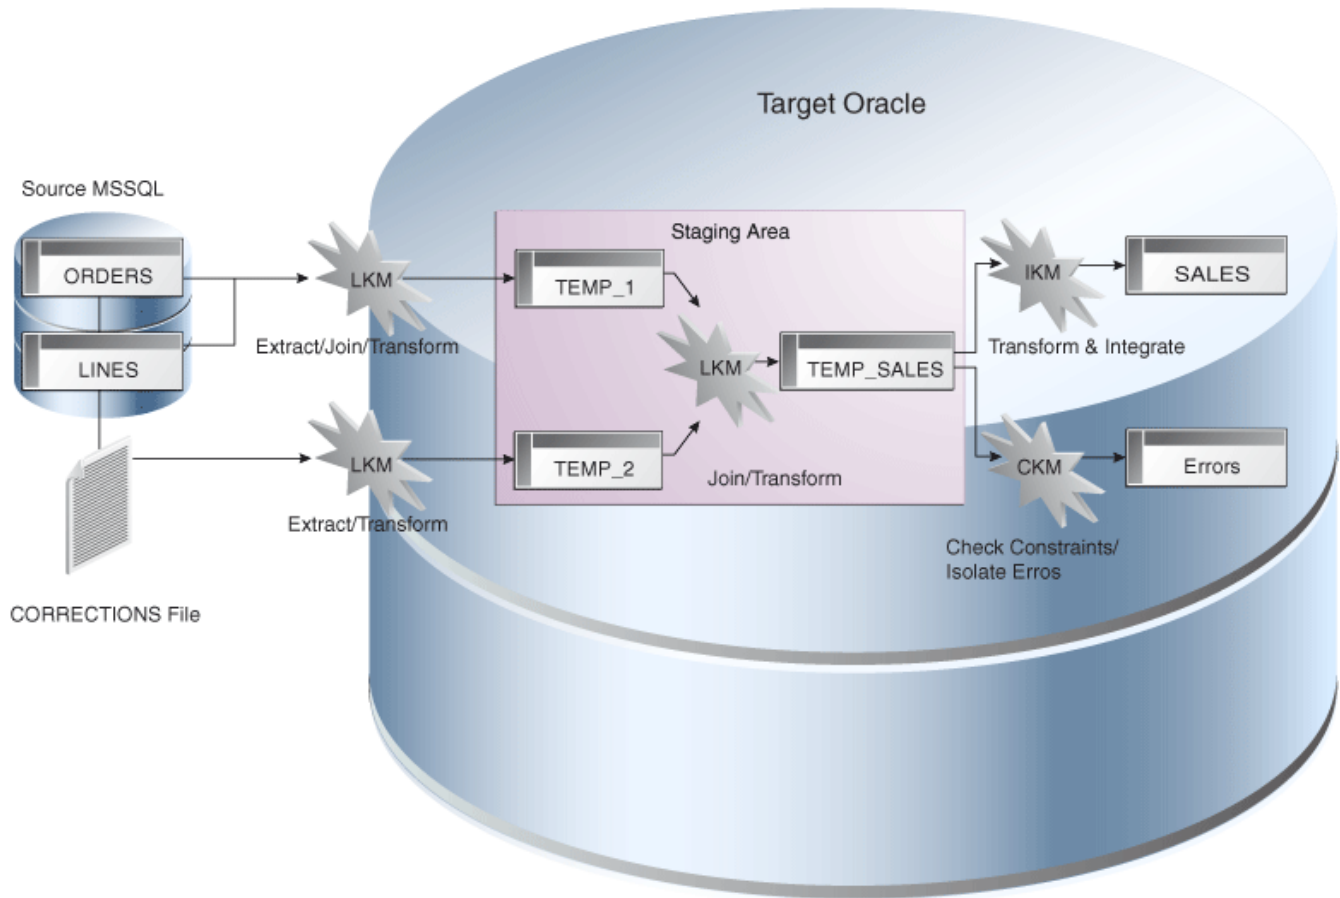 Target Oracle
Source MSSQL
ORDERS
LINES
CORRECTIONS File
LKM
Extract/Join/Transform
LKM
Extract/Transform
Staging Area
TEMP_1
TEMP_2
LKM
Join/Transform
TEMP_SALES
IKM
Transform & Integrate
SALES
CKM
Check Constraints/
Isolate Erros
Errors